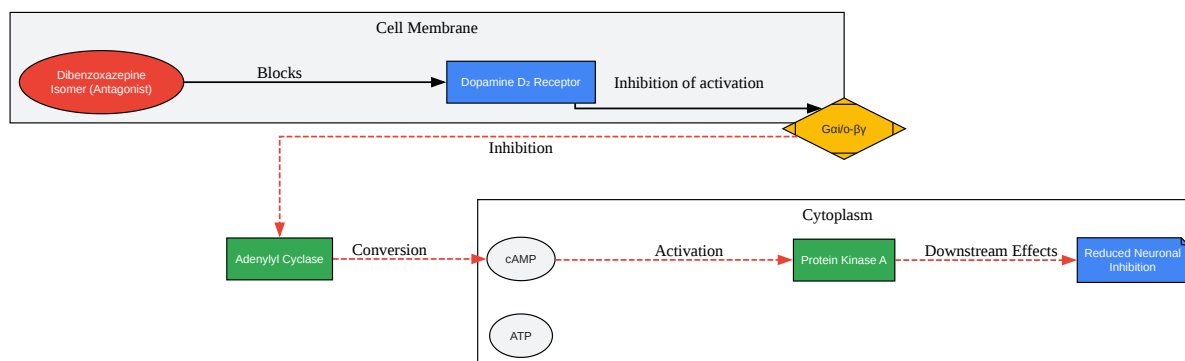 Cell Membrane
Dibenzoxazepine
Isomer (Antagonist)
Blocks
Dopamine D₂ Receptor
Inhibition of activation
Gαi/o-βγ
Inhibition
Cytoplasm
Adenylyl Cyclase
Conversion
cAMP
Activation
Protein Kinase A
Downstream Effects
Reduced Neuronal
Inhibition
ATP